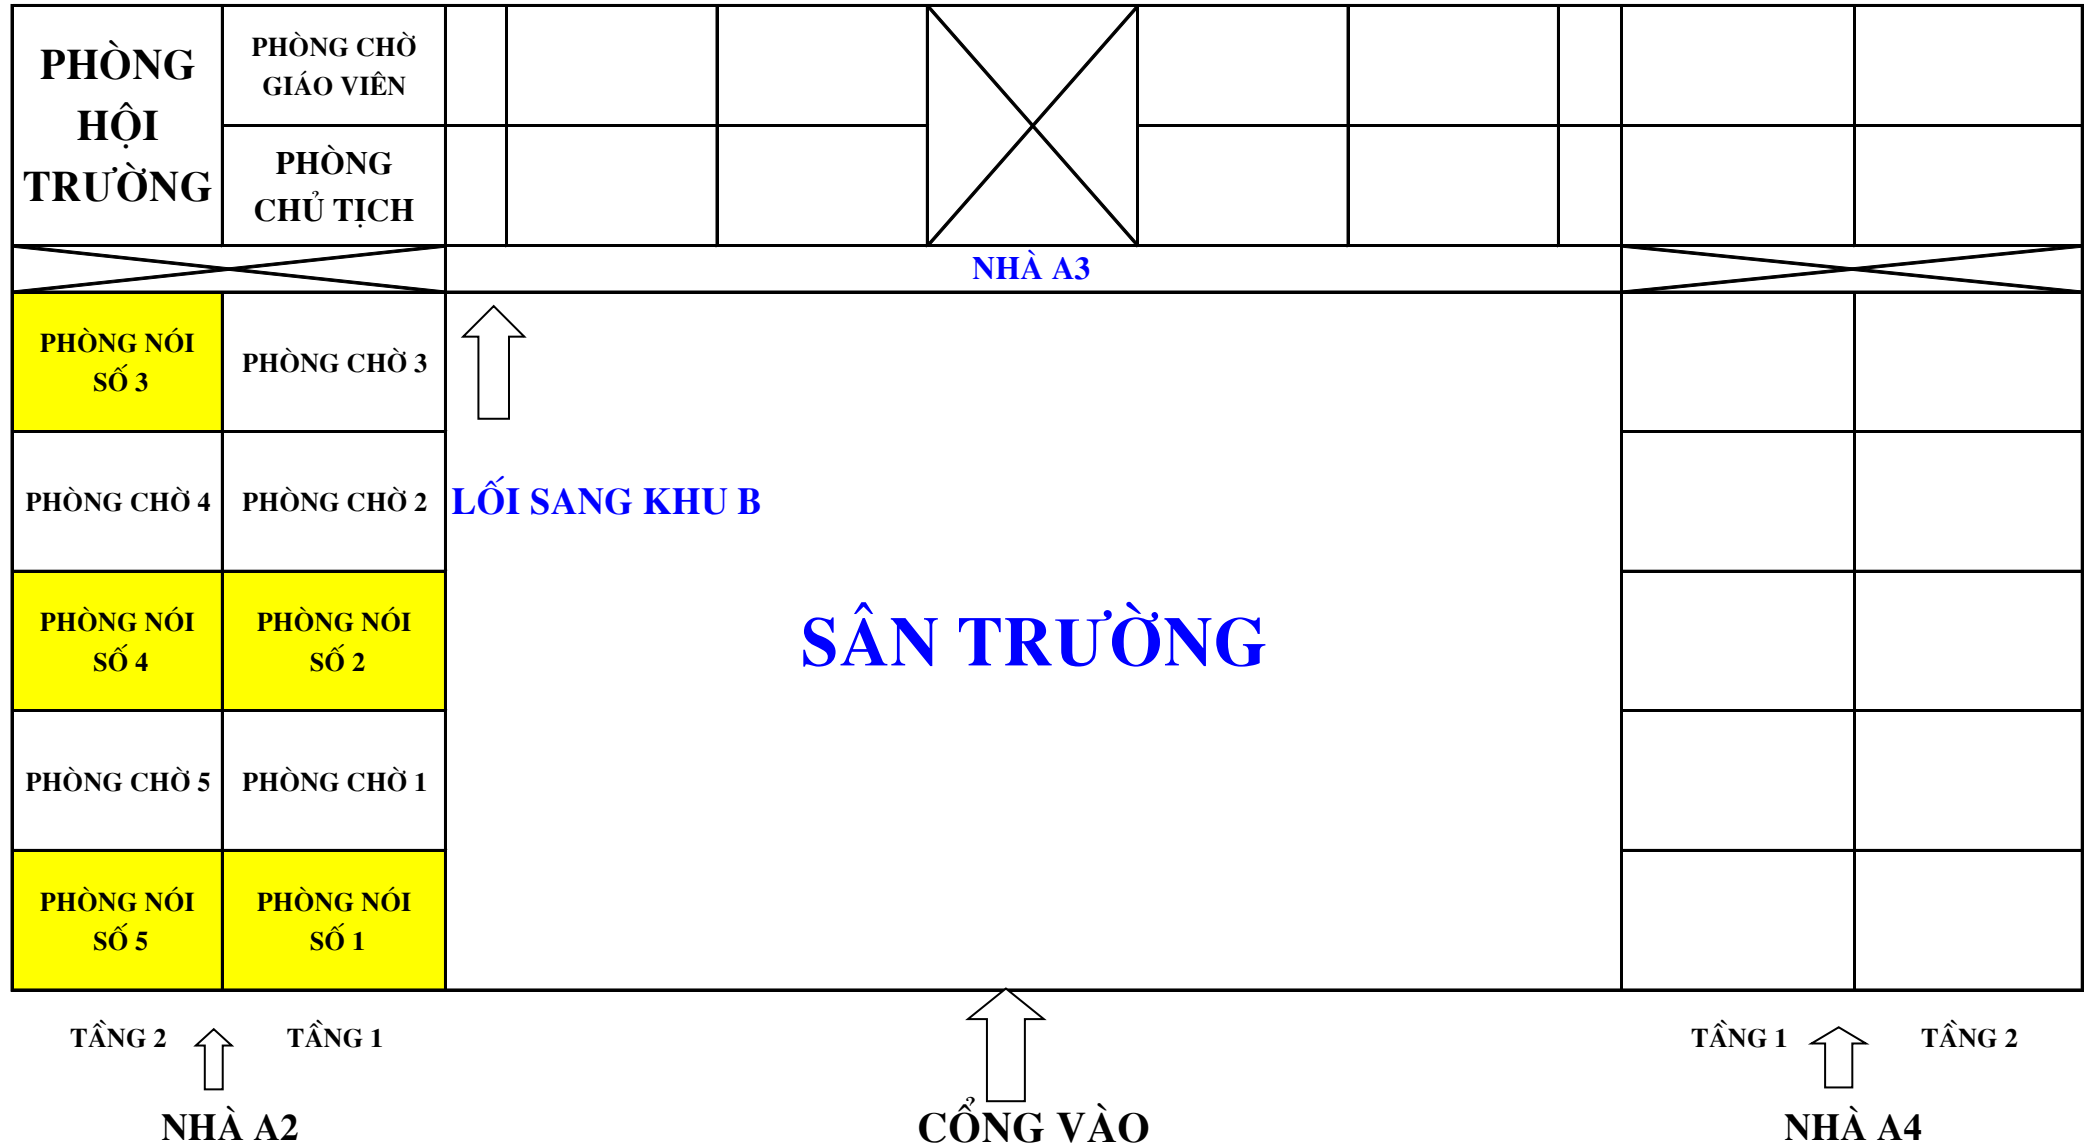 PHÒNG
HỘI
TRƯỜNG
PHÒNG CHỜ
GIÁO VIÊN
PHÒNG
CHỦ TỊCH
NHÀ A3
PHÒNG NÓI
SỐ 3
PHÒNG CHỜ 3
PHÒNG CHỜ 4
PHÒNG CHỜ 2
LỐI SANG KHU B
PHÒNG NÓI
SỐ 4
PHÒNG NÓI
SỐ 2
SÂN TRƯỜNG
PHÒNG CHỜ 5
PHÒNG CHỜ 1
PHÒNG NÓI
SỐ 5
PHÒNG NÓI
SỐ 1
TẦNG 2
TẦNG 1
TẦNG 1
TẦNG 2
NHÀ A2
CỔNG VÀO
NHÀ A4